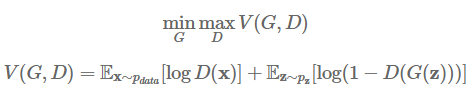 min max V(G, D)
G D
V(G, D) = 𝔼x∼pdata[log D(x)] + 𝔼z∼pz[log(1 − D(G(z)))]